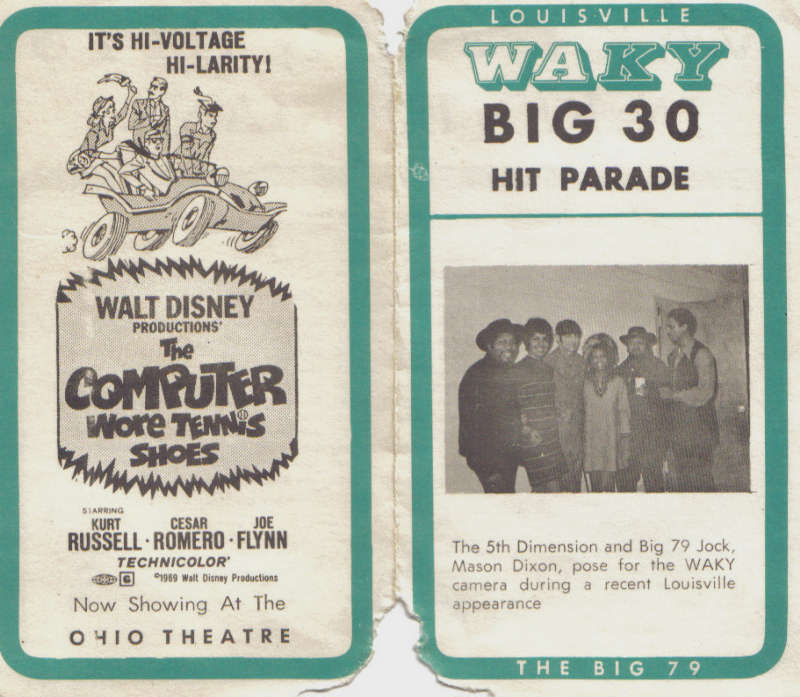 IT'S HI-VOLTAGE
HI-LARITY!
WALT DISNEY
PRODUCTIONS'
The
COMPUTER
WORE TENNIS
SHOES
STARRING
KURT RUSSELL · CESAR ROMERO · JOE FLYNN
TECHNICOLOR®
G ©1969 Walt Disney Productions
Now Showing At The
OHIO THEATRE
LOUISVILLE
WAKY
BIG 30
HIT PARADE
The 5th Dimension and Big 79 Jock,
Mason Dixon, pose for the WAKY
camera during a recent Louisville
appearance
THE BIG 79